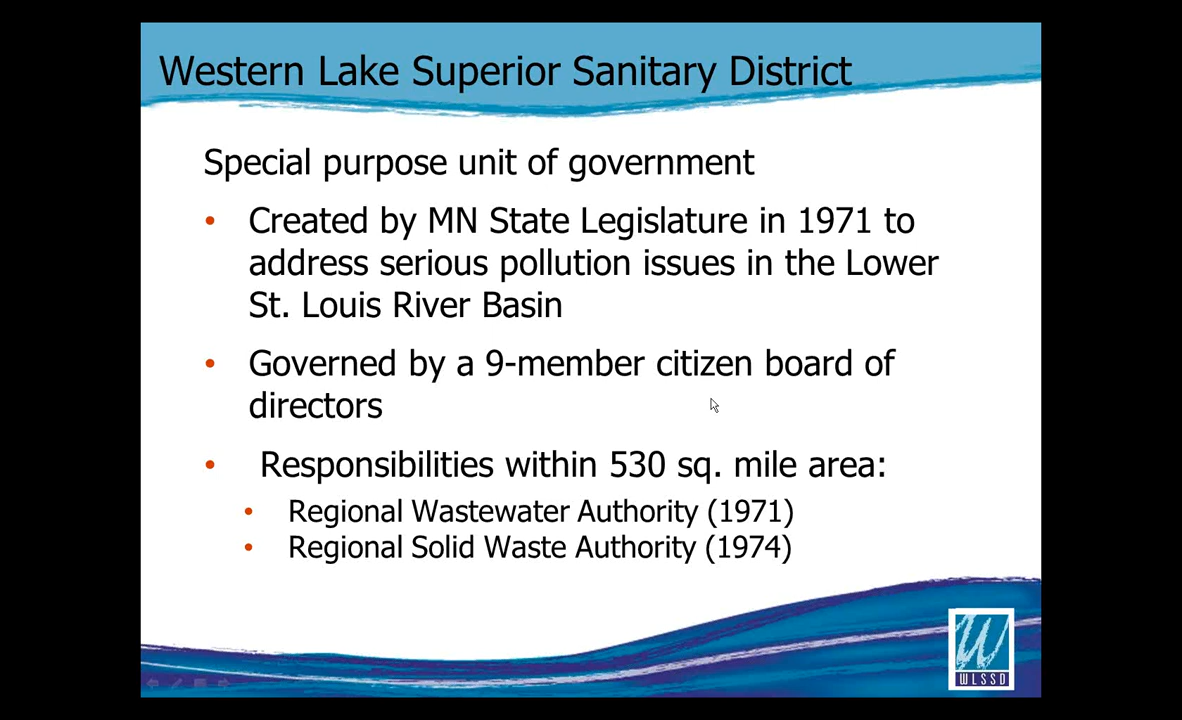 Western Lake Superior Sanitary District
Special purpose unit of government
• Created by MN State Legislature in 1971 to
address serious pollution issues in the Lower
St. Louis River Basin
• Governed by a 9-member citizen board of
directors
• Responsibilities within 530 sq. mile area:
• Regional Wastewater Authority (1971)
• Regional Solid Waste Authority (1974)
W
WLSSD